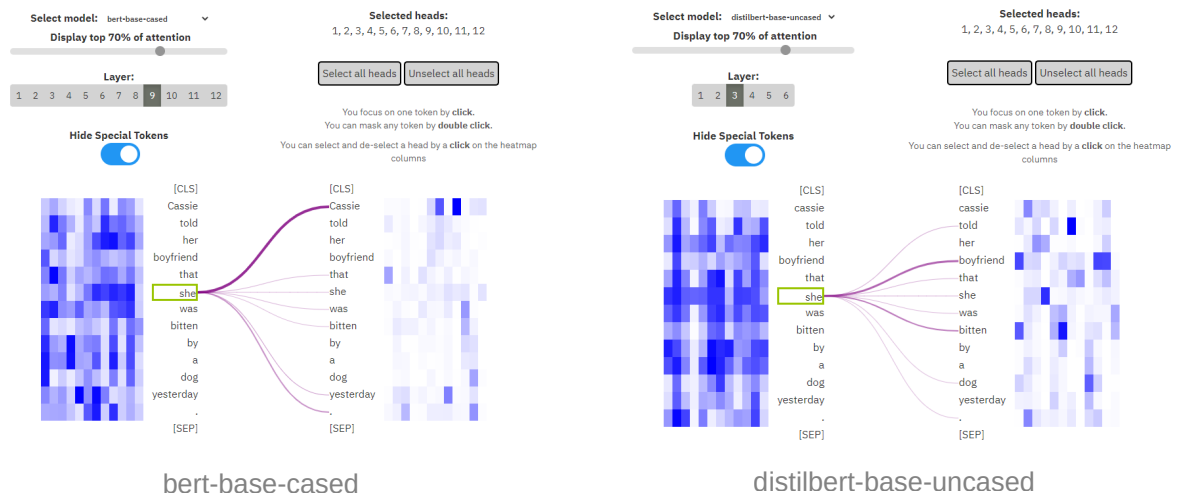 Select model: bert-base-cased
Display top 70% of attention
Layer:
1 2 3 4 5 6 7 8 9 10 11 12
Hide Special Tokens
Selected heads:
1, 2, 3, 4, 5, 6, 7, 8, 9, 10, 11, 12
Select all heads Unselect all heads
You focus on one token by click.
You can mask any token by double click.
You can select and de-select a head by a click on the heatmap
columns
[CLS] [CLS]
Cassie Cassie
told told
her her
boyfriend boyfriend
that that
she she
was was
bitten bitten
by by
a a
dog dog
yesterday yesterday
. .
[SEP] [SEP]
bert-base-cased
Select model: distilbert-base-uncased
Display top 70% of attention
Layer:
1 2 3 4 5 6
Hide Special Tokens
Selected heads:
1, 2, 3, 4, 5, 6, 7, 8, 9, 10, 11, 12
Select all heads Unselect all heads
You focus on one token by click.
You can mask any token by double click.
You can select and de-select a head by a click on the heatmap
columns
[CLS] [CLS]
cassie cassie
told told
her her
boyfriend boyfriend
that that
she she
was was
bitten bitten
by by
a a
dog dog
yesterday yesterday
. .
[SEP] [SEP]
distilbert-base-uncased